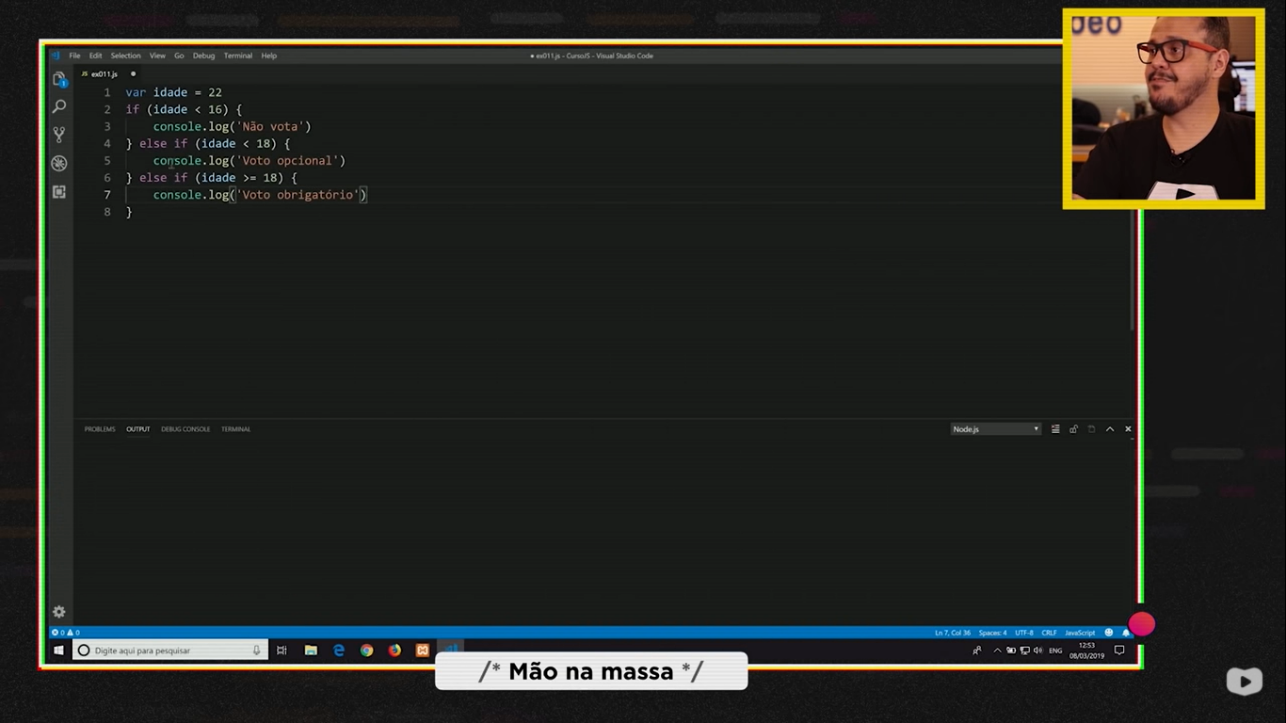 deo
File Edit Selection View Go Debug Terminal Help
● ex011.js - CursoJS - Visual Studio Code
JS ex011.js ●
1 var idade = 22
2 if (idade < 16) {
3 console.log('Não vota')
4 } else if (idade < 18) {
5 console.log('Voto opcional')
6 } else if (idade >= 18) {
7 console.log('Voto obrigatório')
8 }
PROBLEMS OUTPUT DEBUG CONSOLE TERMINAL
Node.js
0 0
Ln 7, Col 36 Spaces: 4 UTF-8 CRLF JavaScript
Digite aqui para pesquisar
ENG
12:53
08/03/2019
/* Mão na massa */